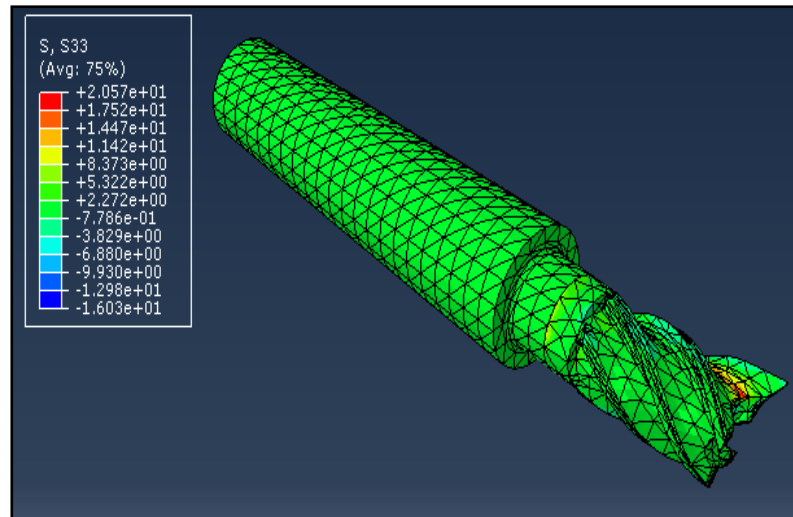 S, S33
(Avg: 75%)
+2.057e+01
+1.752e+01
+1.447e+01
+1.142e+01
+8.373e+00
+5.322e+00
+2.272e+00
-7.786e-01
-3.829e+00
-6.880e+00
-9.930e+00
-1.298e+01
-1.603e+01